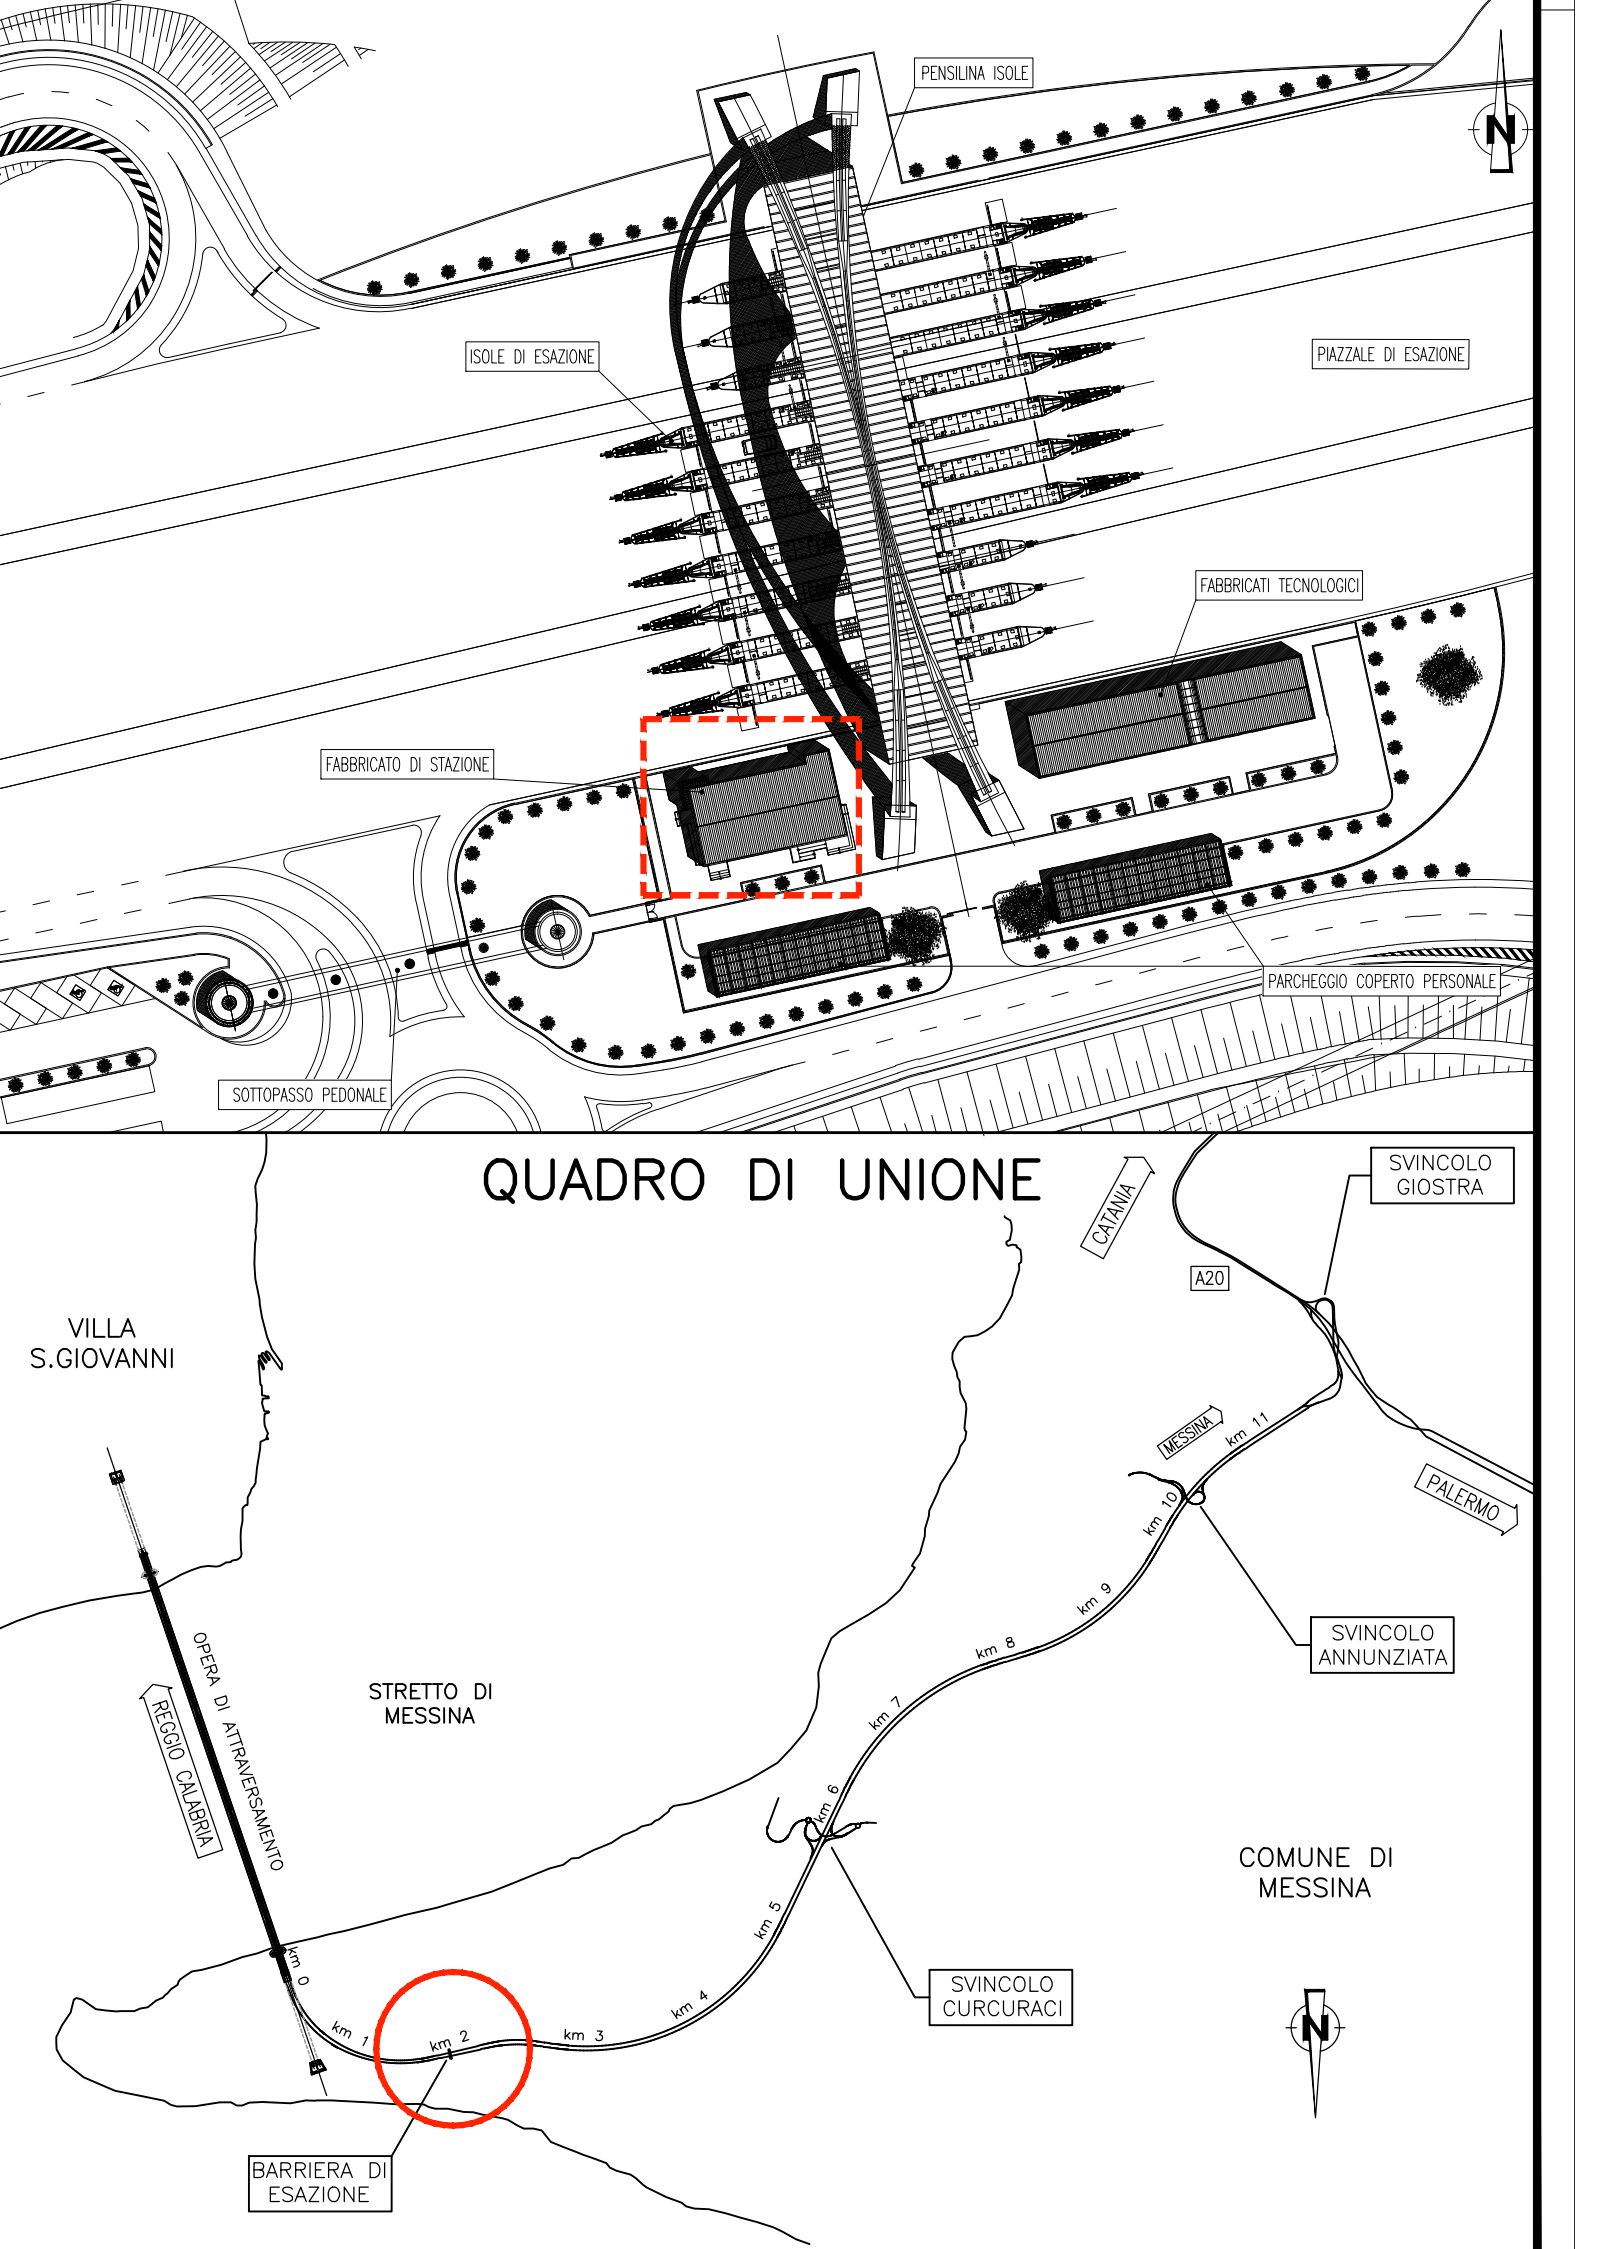 A
PENSILINA ISOLE
N
ISOLE DI ESAZIONE
PIAZZALE DI ESAZIONE
FABBRICATI TECNOLOGICI
FABBRICATO DI STAZIONE
PARCHEGGIO COPERTO PERSONALE
SOTTOPASSO PEDONALE
QUADRO DI UNIONE
SVINCOLO
GIOSTRA
CATANIA
A20
VILLA
S.GIOVANNI
MESSINA
km 11
PALERMO
km 10
km 9
SVINCOLO
ANNUNZIATA
km 8
OPERA DI ATTRAVERSAMENTO
REGGIO CALABRIA
STRETTO DI
MESSINA
km 7
km 6
COMUNE DI
MESSINA
km 5
km 0
SVINCOLO
CURCURACI
km 4
km 1
km 2
km 3
N
BARRIERA DI
ESAZIONE